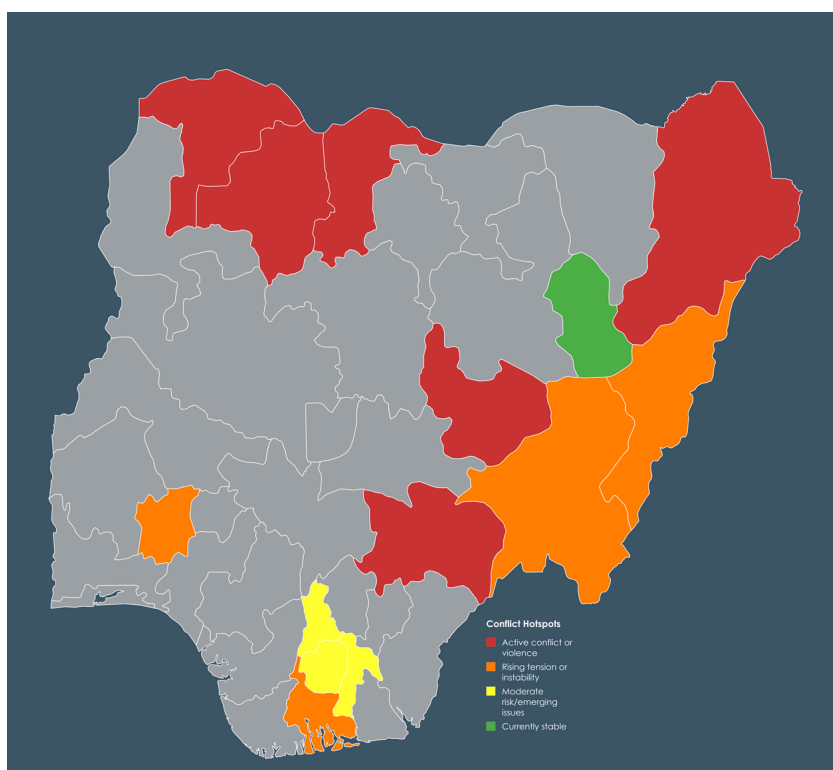 Conflict Hotspots
Active conflict or
violence
Rising tension or
instability
Moderate
risk/emerging
issues
Currently stable